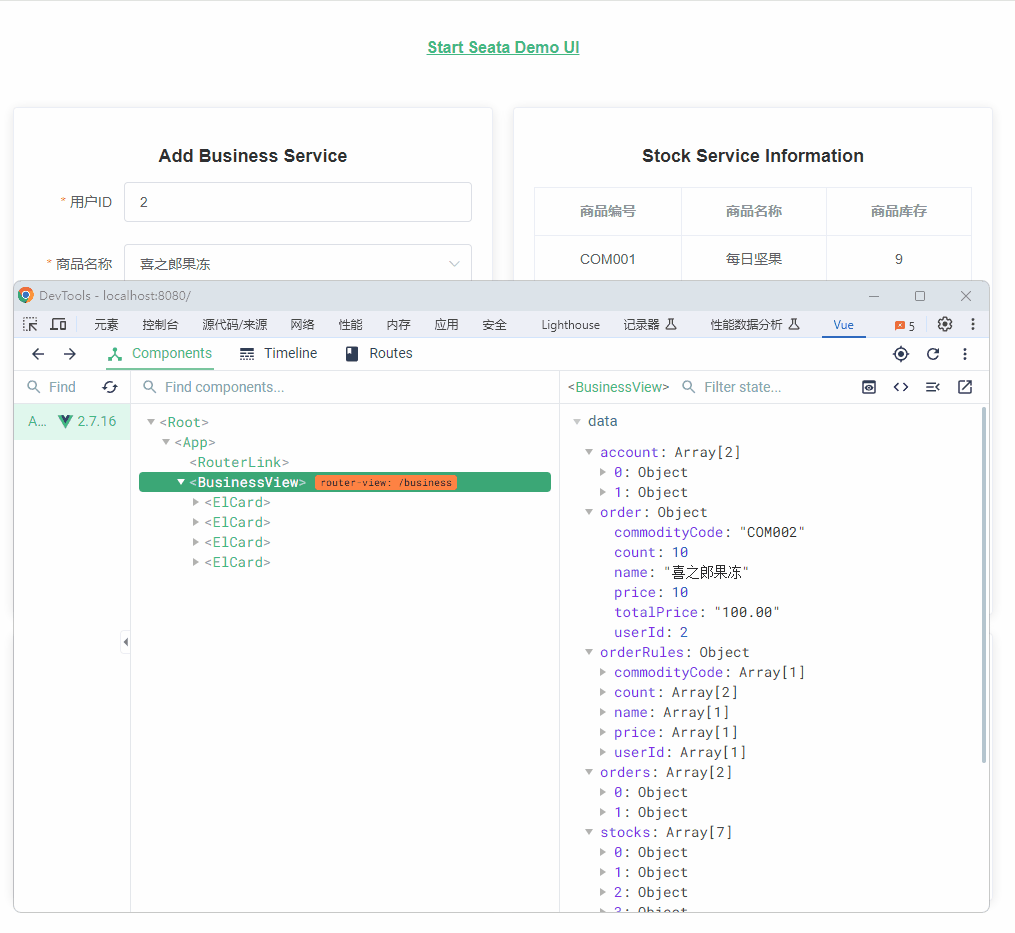 Start Seata Demo UI
Add Business Service
* 用户ID 2
* 商品名称 喜之郎果冻
Stock Service Information
商品编号 商品名称 商品库存
COM001 每日坚果 9
DevTools - localhost:8080/
元素 控制台 源代码/来源 网络 性能 内存 应用 安全 Lighthouse 记录器 性能数据分析 Vue 5
Components Timeline Routes
Find Find components... <BusinessView> Filter state...
A... 2.7.16
<Root>
<App>
<RouterLink>
<BusinessView> router-view: /business
<ElCard>
<ElCard>
<ElCard>
<ElCard>
data
account: Array[2]
0: Object
1: Object
order: Object
commodityCode: "COM002"
count: 10
name: "喜之郎果冻"
price: 10
totalPrice: "100.00"
userId: 2
orderRules: Object
commodityCode: Array[1]
count: Array[2]
name: Array[1]
price: Array[1]
userId: Array[1]
orders: Array[2]
0: Object
1: Object
stocks: Array[7]
0: Object
1: Object
2: Object
3: Object